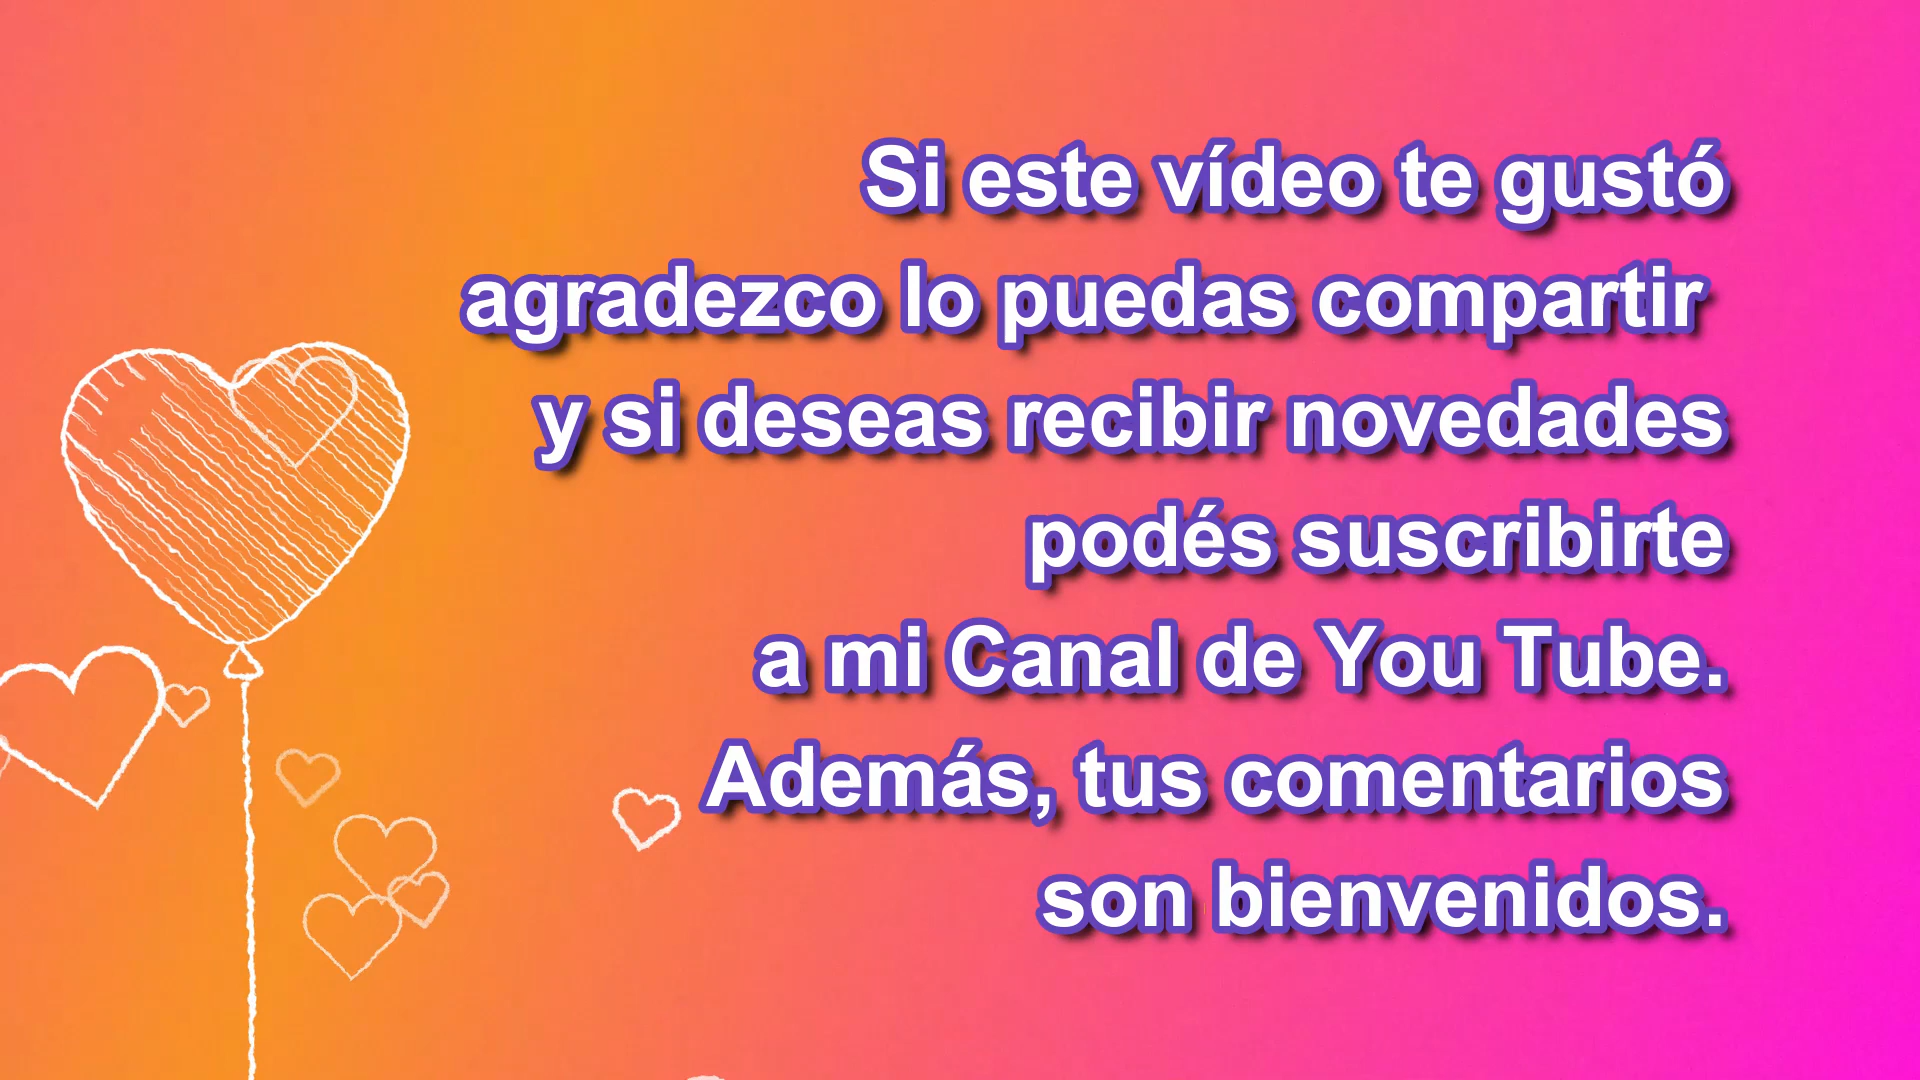 Si este vídeo te gustó
agradezco lo puedas compartir
y si deseas recibir novedades
podés suscribirte
a mi Canal de You Tube.
Además, tus comentarios
son bienvenidos.